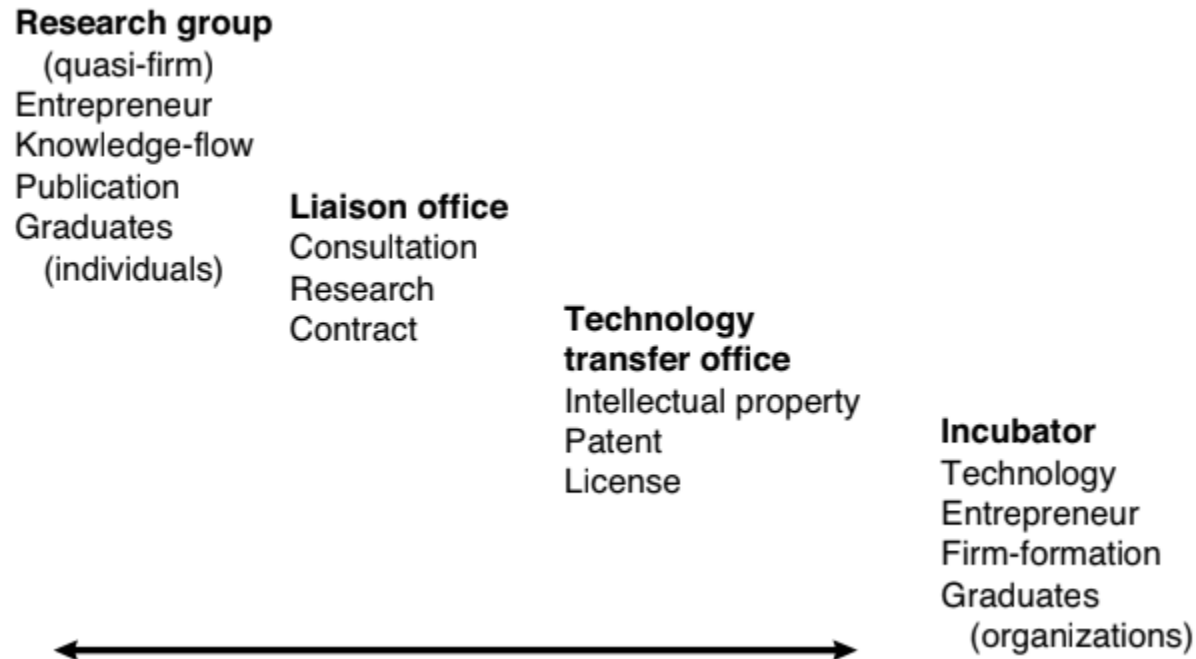 Research group
(quasi-firm)
Entrepreneur
Knowledge-flow
Publication
Graduates
(individuals)
Liaison office
Consultation
Research
Contract
Technology
transfer office
Intellectual property
Patent
License
Incubator
Technology
Entrepreneur
Firm-formation
Graduates
(organizations)